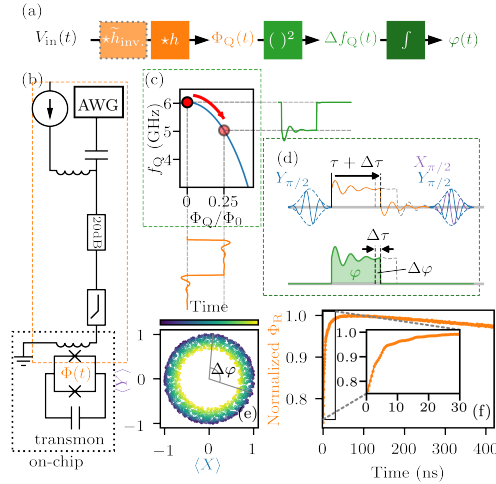 (a)
V_in(t) ⋆h̃_inv ⋆h Φ_Q(t) ( )² Δf_Q(t) ∫ φ(t)
(b)
AWG
20dB
Φ(t)
transmon
on-chip
(c)
f_Q (GHz)
6
5
4
0 0.25
Φ_Q/Φ_0
Time
(d)
τ + Δτ
Y_π/2
X_π/2
Y_π/2
Δτ
φ
Δφ
1
0
−1
Δφ
(e)
−1 0 1
⟨X⟩
Normalized Φ_R
1.0
0.9
0.8
1.0
0.9
0.8
0 10 20 30
(f)
0 100 200 300 400
Time (ns)